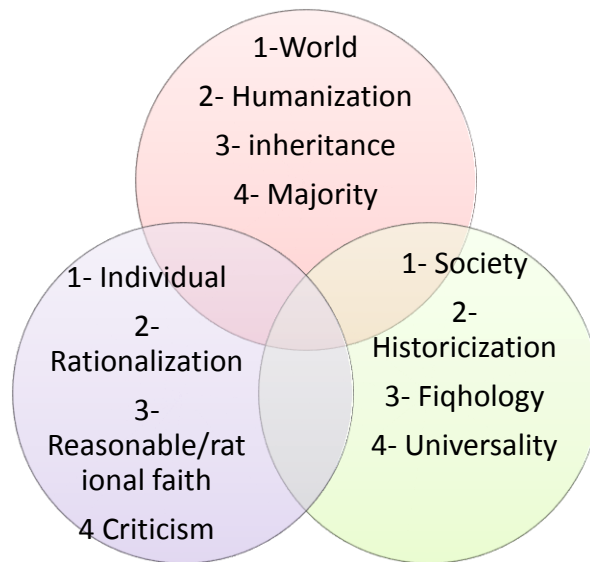 1-World
2- Humanization
3- inheritance
4- Majority
1- Individual
2-
Rationalization
3-
Reasonable/rat
ional faith
4 Criticism
1- Society
2-
Historicization
3- Fiqhology
4- Universality